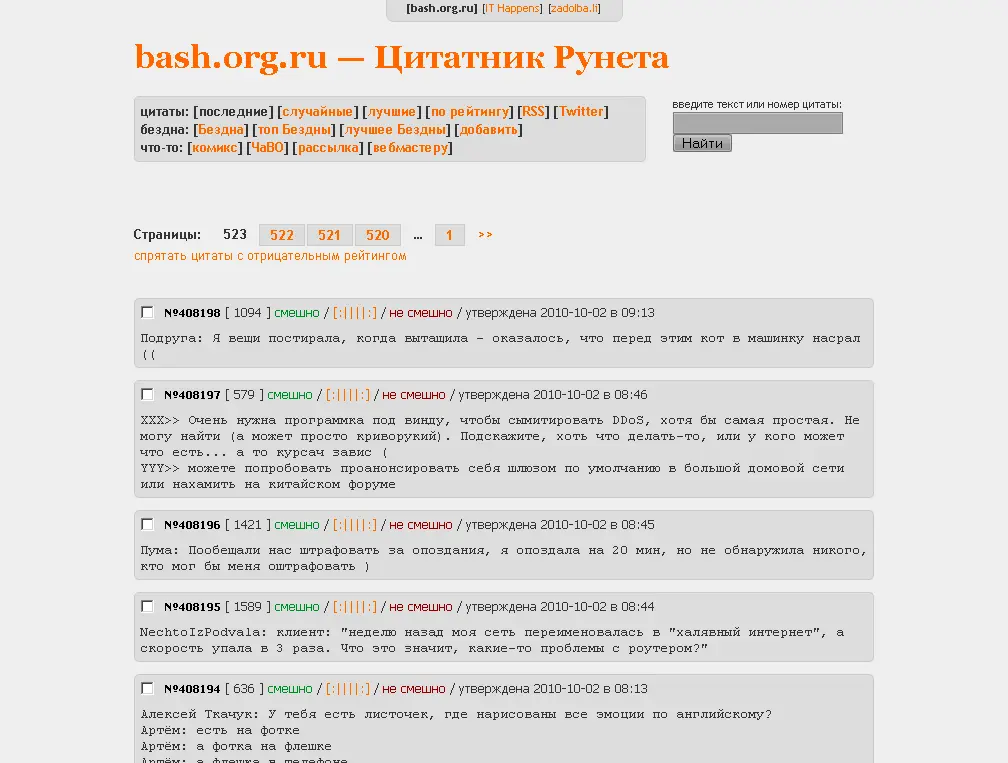 [bash.org.ru] [IT Happens] [zadolba.li]
bash.org.ru — Цитатник Рунета
цитаты: [последние] [случайные] [лучшие] [по рейтингу] [RSS] [Twitter]
бездна: [Бездна] [топ Бездны] [лучшее Бездны] [добавить]
что-то: [комикс] [ЧаВО] [рассылка] [вебмастеру]
введите текст или номер цитаты:
Найти
Страницы: 523 522 521 520 ... 1 >>
спрятать цитаты с отрицательным рейтингом
№408198 [ 1094 ] смешно / [:||||:] / не смешно / утверждена 2010-10-02 в 09:13
Подруга: Я вещи постирала, когда вытащила - оказалось, что перед этим кот в машинку насрал
((
№408197 [ 579 ] смешно / [:||||:] / не смешно / утверждена 2010-10-02 в 08:46
XXX>> Очень нужна программка под винду, чтобы сымитировать DDoS, хотя бы самая простая. Не
могу найти (а может просто криворукий). Подскажите, хоть что делать-то, или у кого может
что есть... а то курсач завис (
YYY>> можете попробовать проанонсировать себя шлюзом по умолчанию в большой домовой сети
или нахамить на китайском форуме
№408196 [ 1421 ] смешно / [:||||:] / не смешно / утверждена 2010-10-02 в 08:45
Пума: Пообещали нас штрафовать за опоздания, я опоздала на 20 мин, но не обнаружила никого,
кто мог бы меня оштрафовать )
№408195 [ 1589 ] смешно / [:||||:] / не смешно / утверждена 2010-10-02 в 08:44
NechtoIzPodvala: клиент: "неделю назад моя сеть переименовалась в "халявный интернет", а
скорость упала в 3 раза. Что это значит, какие-то проблемы с роутером?"
№408194 [ 636 ] смешно / [:||||:] / не смешно / утверждена 2010-10-02 в 08:13
Алексей Ткачук: У тебя есть листочек, где нарисованы все эмоции по английскому?
Артём: есть на фотке
Артём: а фотка на флешке
Артём: а флешка в телефоне